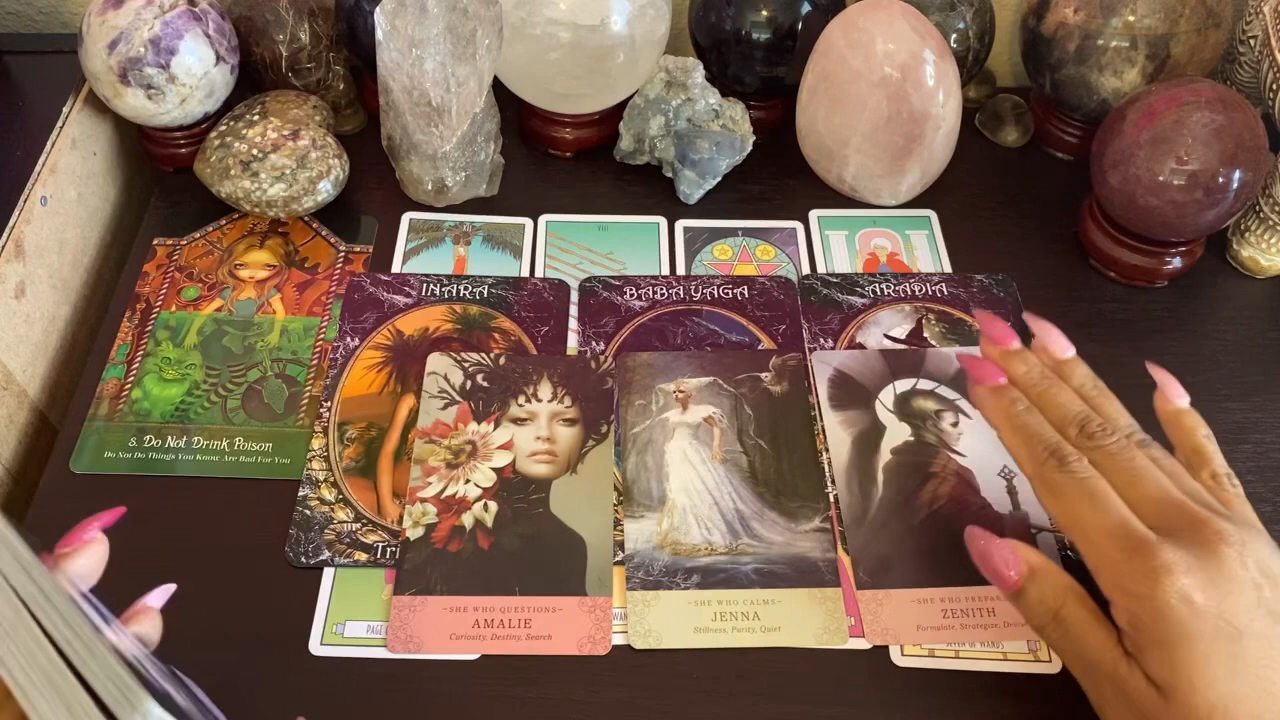 XII
VIII
V
INARA
BABA YAGA
ARADIA
8. Do Not Drink Poison
Do Not Do Things You Know Are Bad For You
Tri
~SHE WHO QUESTIONS~
AMALIE
Curiosity, Destiny, Search
~SHE WHO CALMS~
JENNA
Stillness, Purity, Quiet
~SHE WHO
ZENITH
Formulate, Strategize,
PAGE
SEVEN OF WANDS